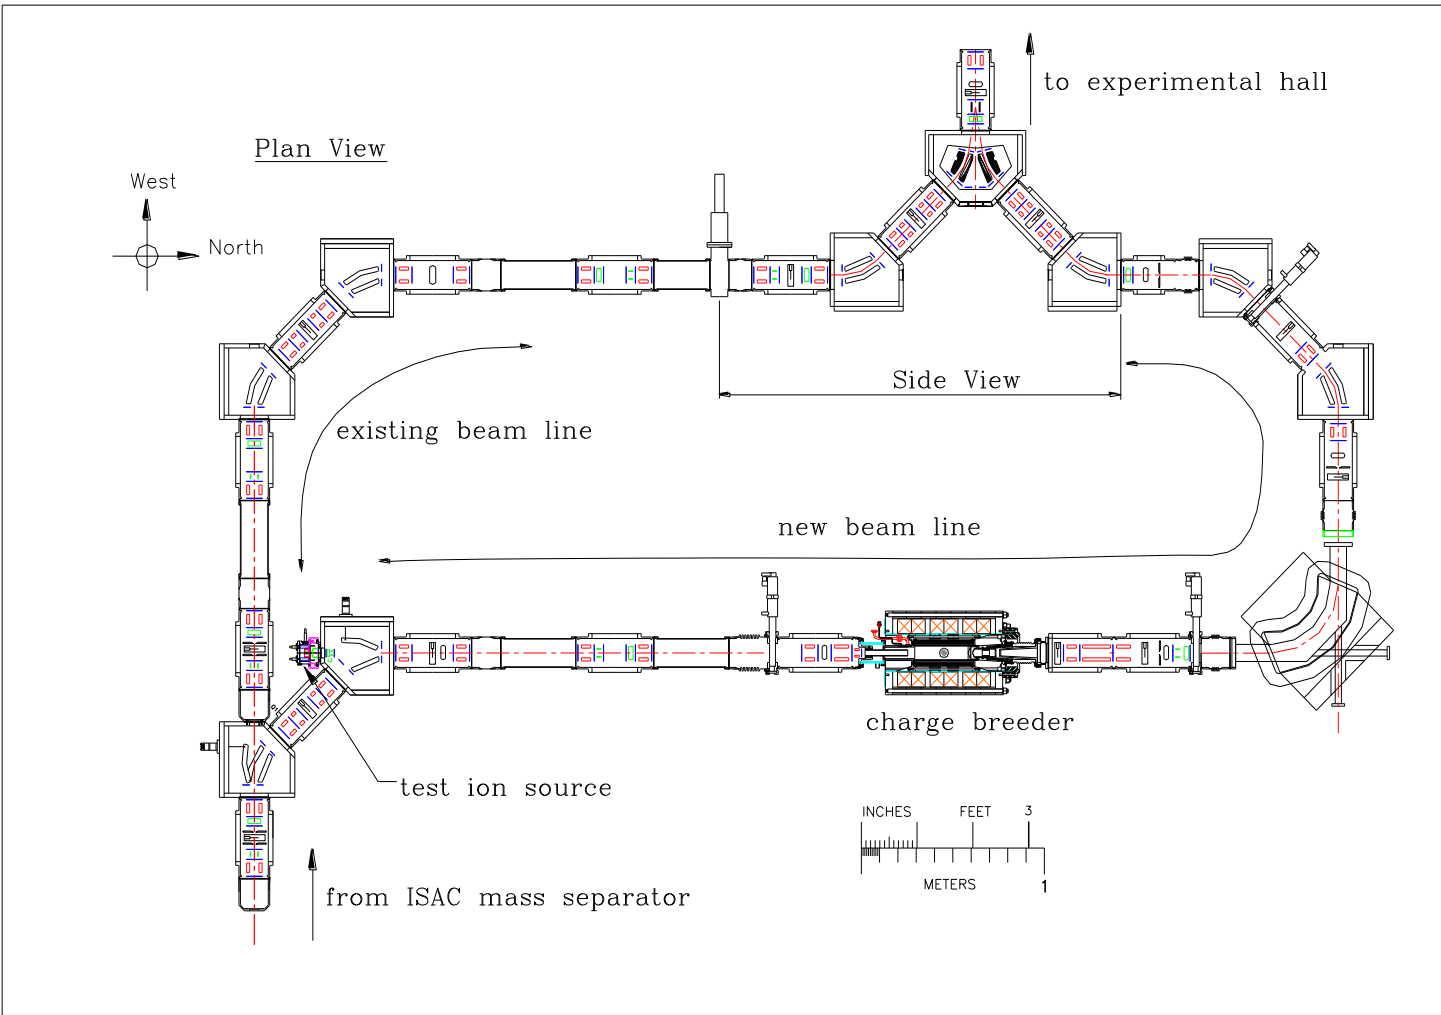 to experimental hall
Plan View
West
North
Side View
existing beam line
new beam line
charge breeder
test ion source
INCHES FEET 3
METERS 1
from ISAC mass separator